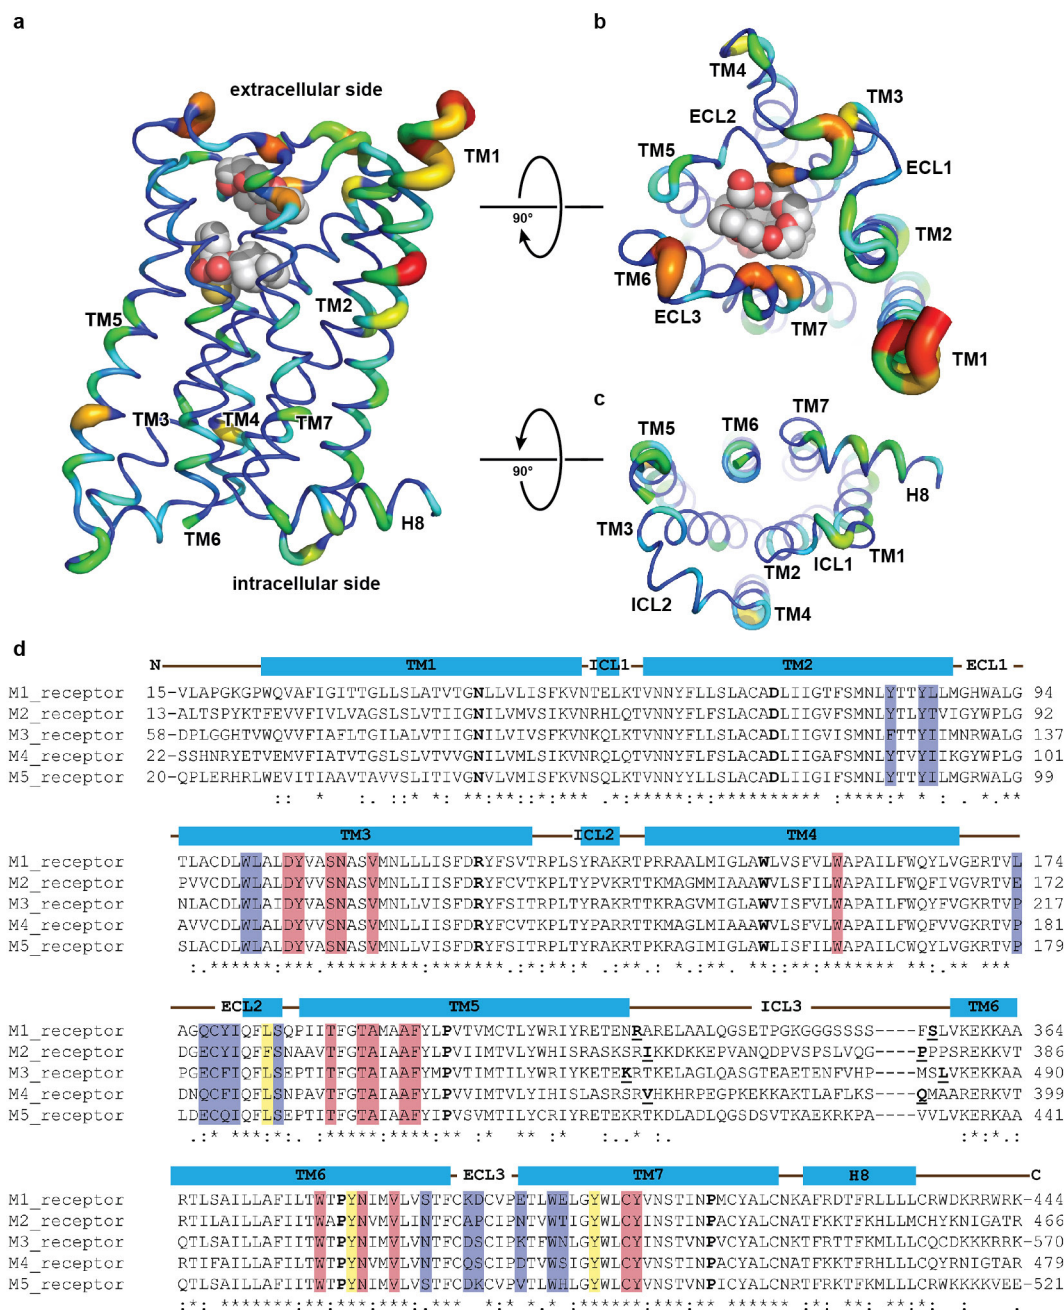 a
b
extracellular side
TM1
TM2
TM5
TM3
TM4
TM7
TM6
H8
intracellular side
90°
90°
TM4
ECL2
TM3
TM5
ECL1
TM2
TM6
ECL3
TM7
TM1
c
TM7
TM5
TM6
H8
TM3
TM2
ICL1
TM1
ICL2
TM4
d
N TM1 ICL1 TM2 ECL1
M1_receptor 15-VLAPGKGPWQVAFIGITTGLLSLATVTGNLLVLISFKVNTELKTVNNYFLLSLACADLIIGTFSMNLYTTYLLMGHWALG 94
M2_receptor 13-ALTSPYKTFEVVFIVLVAGSLSLVTIIGNILVMVSIKVNRHLQTVNNYFLFSLACADLIIGVFSMNLYTLYTVIGYWPLG 92
M3_receptor 58-DPLGGHTVWQVVFIAFLTGILALVTIIGNILVIVSFKVNKQLKTVNNYFLLSLACADLIIGVISMNLFTTYIIMNRWALG 137
M4_receptor 22-SSHNRYETVEMVFIATVTGSLSLVTVVGNILVMLSIKVNRQLQTVNNYFLFSLACADLIIGAFSMNLYTVYIIKGYWPLG 101
M5_receptor 20-QPLERHRLWEVITIAAVTAVVSLITIVGNVLVMISFKVNSQLKTVNNYYLLSLACADLIIGIFSMNLYTTYILMGRWALG 99
TM3 ICL2 TM4
M1_receptor TLACDLWLALDYVASNASVMNLLLISFDRYFSVTRPLSYRAKRTPRRAALMIGLAWLVSFVLWAPAILFWQYLVGERTVL 174
M2_receptor PVVCDLWLALDYVVSNASVMNLLIISFDRYFCVTKPLTYPVKRTTKMAGMMIAAAWVLSFILWAPAILFWQFIVGVRTVE 172
M3_receptor NLACDLWLAIDYVASNASVMNLLVISFDRYFSITRPLTYRAKRTTKRAGVMIGLAWVISFVLWAPAILFWQYFVGKRTVP 217
M4_receptor AVVCDLWLALDYVVSNASVMNLLIISFDRYFCVTKPLTYPARRTTKMAGLMIAAAWVLSFVLWAPAILFWQFVVGKRTVP 181
M5_receptor SLACDLWLALDYVASNASVMNLLVISFDRYFSITRPLTYRAKRTPKRAGIMIGLAWLISFILWAPAILCWQYLVGKRTVP 179
ECL2 TM5 ICL3 TM6
M1_receptor AGQCYIQFLSQPIITFGTAMAAFYLPVTVMCTLYWRIYRETENRARELAALQGSETPGKGGGSSSS----FSLVKEKKAA 364
M2_receptor DGECYIQFFSNAAVTFGTAIAAFYLPVIIMTVLYWHISRASKSRIKKDKKEPVANQDPVSPSLVQG----PPPSREKKVT 386
M3_receptor PGECFIQFLSEPTITFGTAIAAFYMPVTIMTILYWRIYKETEKRTKELAGLQASGTEAETENFVHP----MSLVKEKKAA 490
M4_receptor DNQCFIQFLSNPAVTFGTAIAAFYLPVVIMTVLYIHISLASRSRVHKHRPEGPKEKKAKTLAFLKS----QMAARERKVT 399
M5_receptor LDECQIQFLSEPTITFGTAIAAFYIPVSVMTILYCRIYRETEKRTKDLADLQGSDSVTKAEKRKPA----VVLVKERKAA 441
TM6 ECL3 TM7 H8 C
M1_receptor RTLSAILLAFILTWTPYNIMVLVSTFCKDCVPETLWELGYWLCYVNSTINPMCYALCNKAFRDTFRLLLLCRWDKRRWRK-444
M2_receptor RTILAILLAFIITWAPYNVMVLINTFCAPCIPNTVWTIGYWLCYINSTINPACYALCNATFKKTFKHLLMCHYKNIGATR 466
M3_receptor QTLSAILLAFIITWTPYNIMVLVNTFCDSCIPKTFWNLGYWLCYINSTVNPVCYALCNKTFRTTFKMLLLCQCDKKKRRK-570
M4_receptor RTIFAILLAFILTWTPYNVMVLVNTFCQSCIPDTVWSIGYWLCYVNSTINPACYALCNATFKKTFRHLLLCQYRNIGTAR 479
M5_receptor QTLSAILLAFIITWTPYNIMVLVSTFCDKCVPVTLWHLGYWLCYVNSTVNPICYALCNRTFRKTFKMLLLCRWKKKKVEE-521